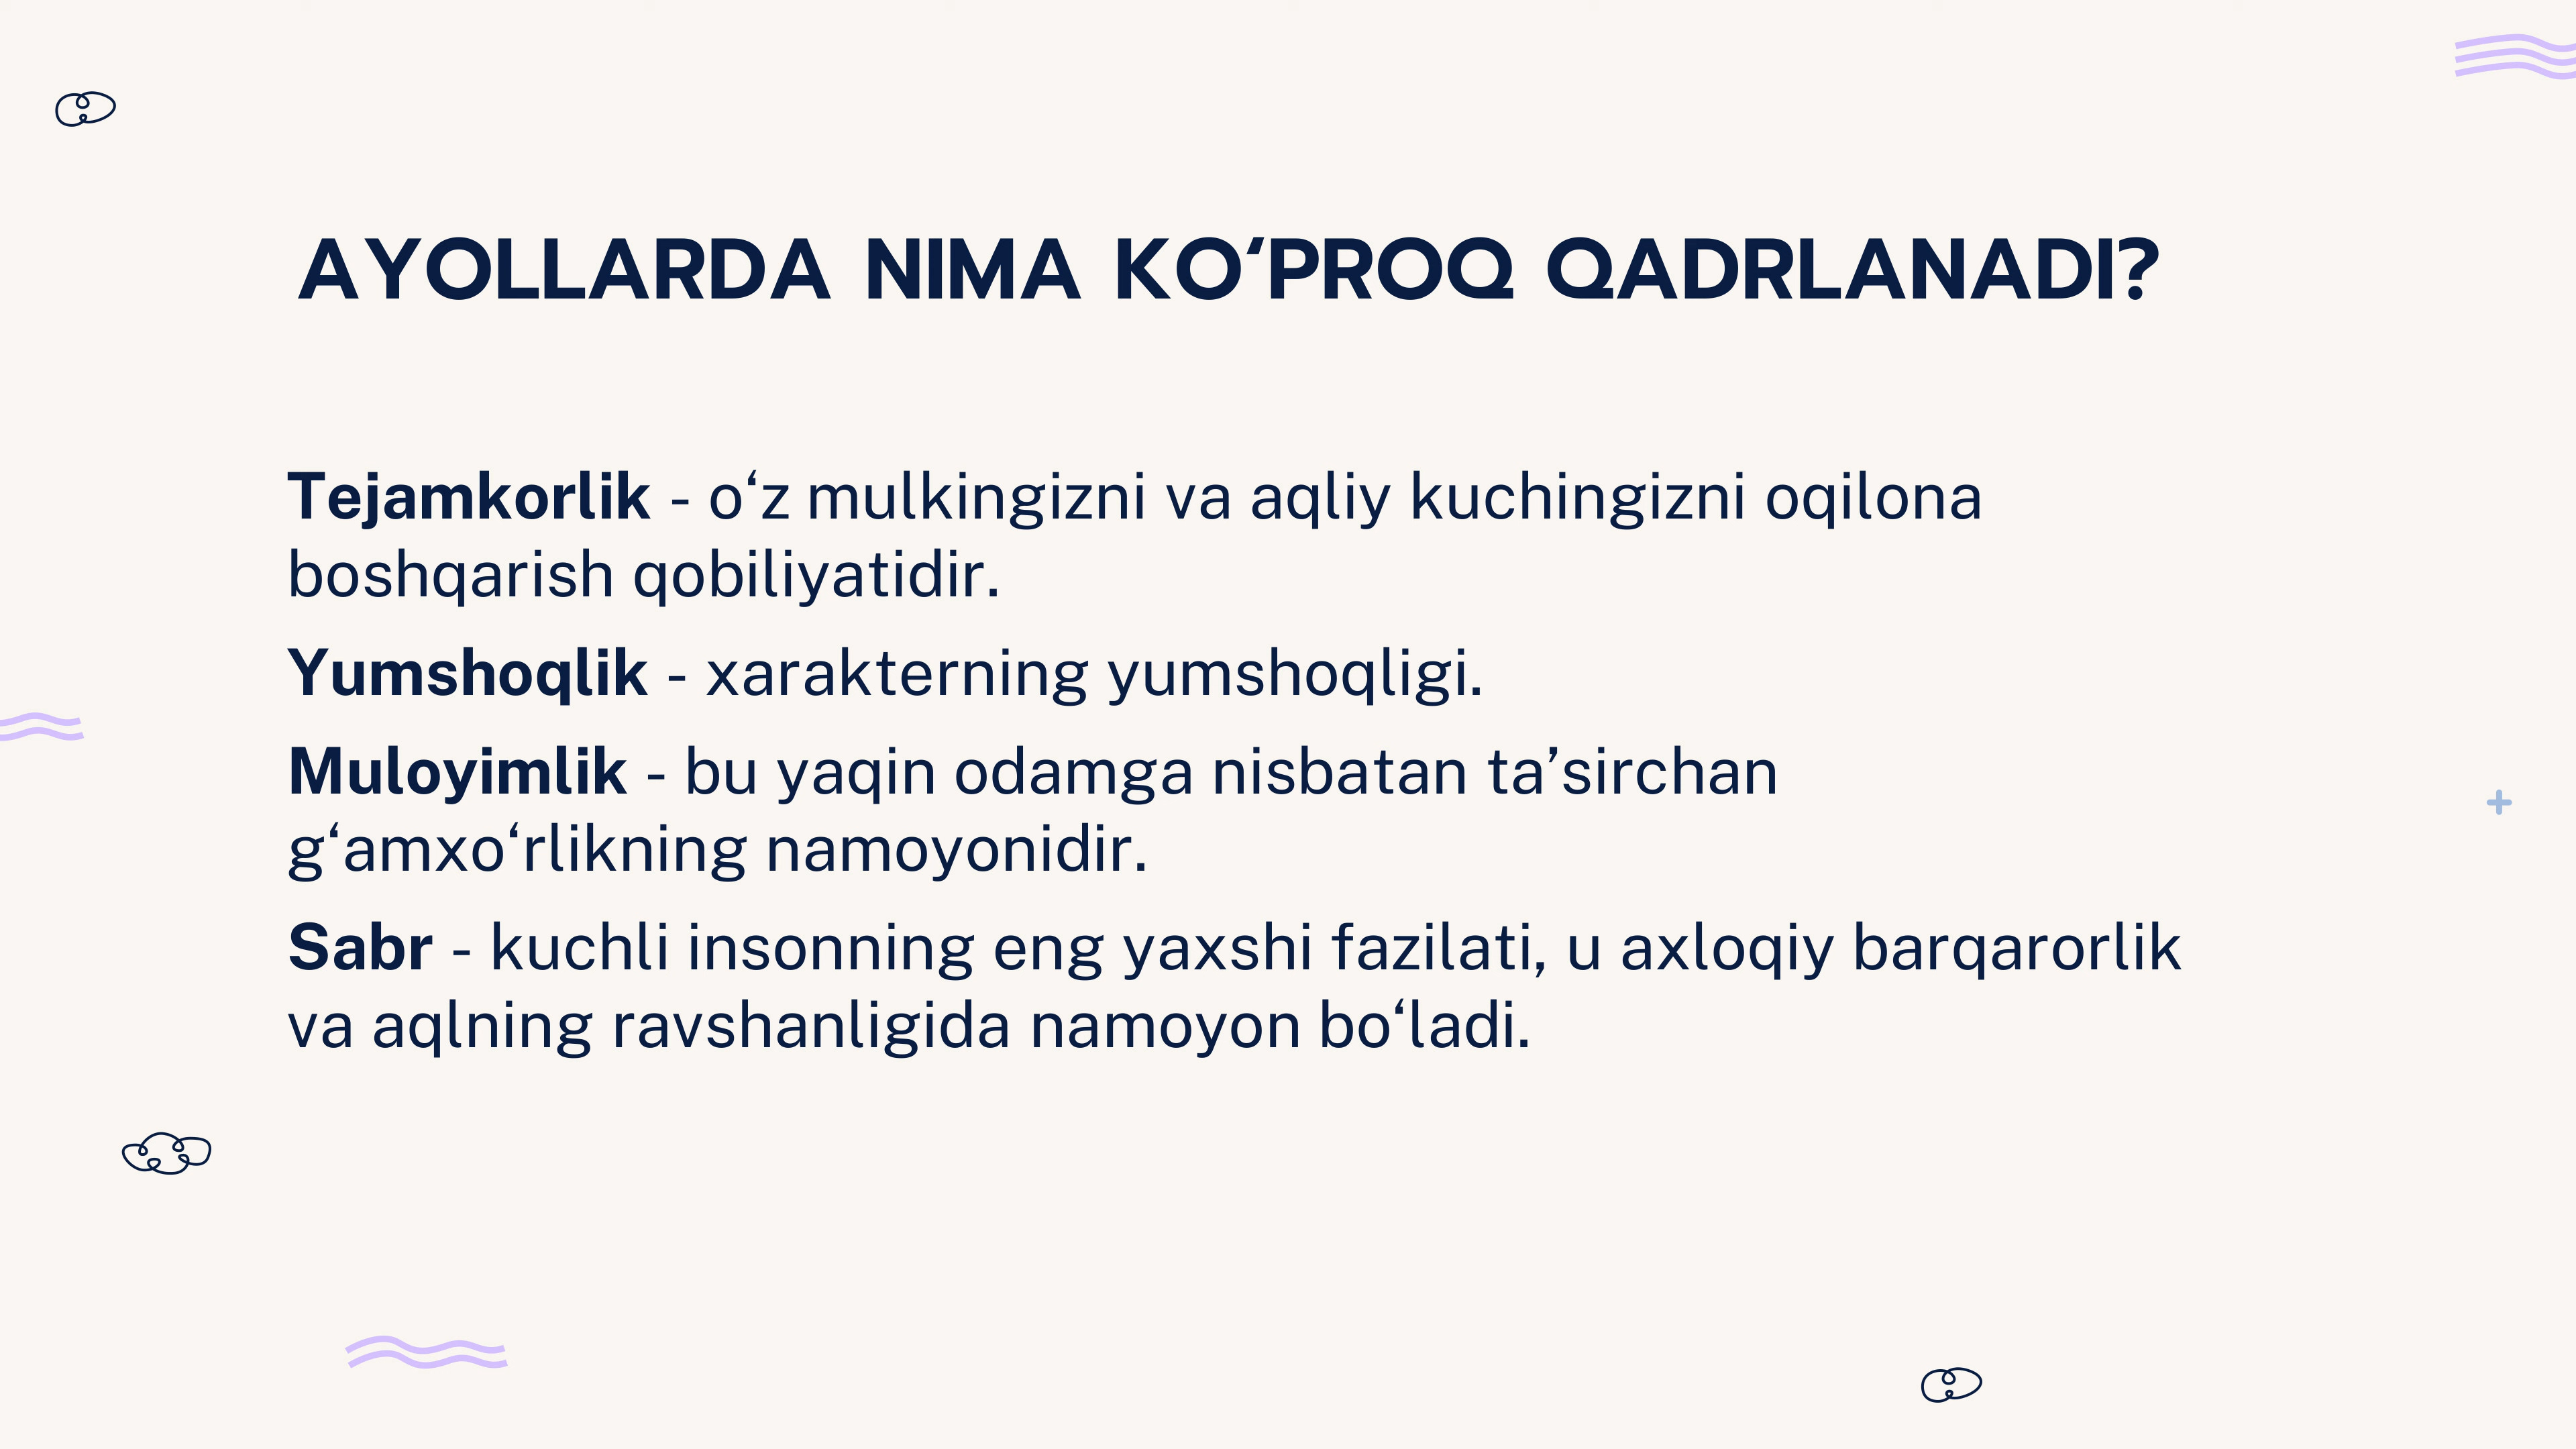 AYOLLARDA NIMA KO‘PROQ QADRLANADI?
Tejamkorlik - o‘z mulkingizni va aqliy kuchingizni oqilona
boshqarish qobiliyatidir.
Yumshoqlik - xarakterning yumshoqligi.
Muloyimlik - bu yaqin odamga nisbatan ta’sirchan
g‘amxo‘rlikning namoyonidir.
Sabr - kuchli insonning eng yaxshi fazilati, u axloqiy barqarorlik
va aqlning ravshanligida namoyon bo‘ladi.